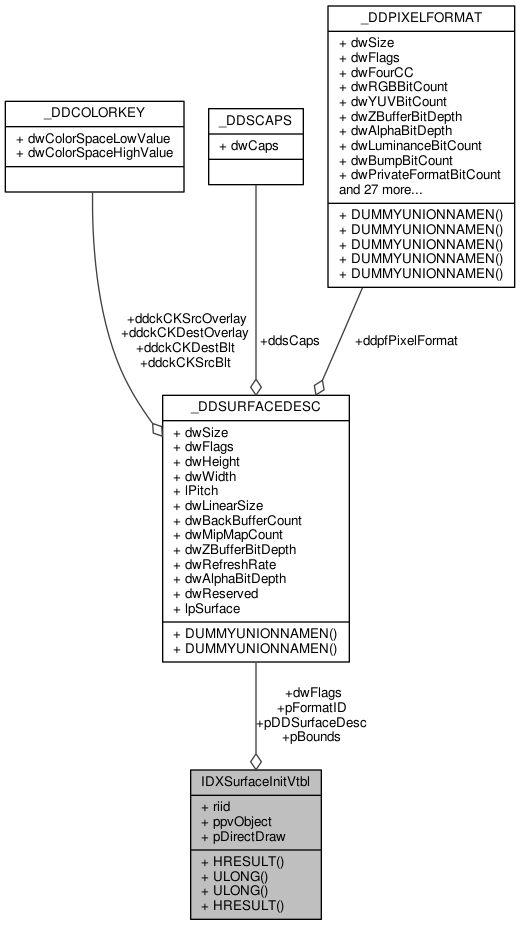 _DDPIXELFORMAT
+ dwSize
+ dwFlags
+ dwFourCC
+ dwRGBBitCount
+ dwYUVBitCount
+ dwZBufferBitDepth
+ dwAlphaBitDepth
+ dwLuminanceBitCount
+ dwBumpBitCount
+ dwPrivateFormatBitCount
and 27 more...
+ DUMMYUNIONNAMEN()
+ DUMMYUNIONNAMEN()
+ DUMMYUNIONNAMEN()
+ DUMMYUNIONNAMEN()
+ DUMMYUNIONNAMEN()
_DDCOLORKEY
+ dwColorSpaceLowValue
+ dwColorSpaceHighValue
_DDSCAPS
+ dwCaps
+ddckCKSrcOverlay
+ddckCKDestOverlay
+ddckCKDestBlt
+ddckCKSrcBlt
+ddsCaps
+ddpfPixelFormat
_DDSURFACEDESC
+ dwSize
+ dwFlags
+ dwHeight
+ dwWidth
+ lPitch
+ dwLinearSize
+ dwBackBufferCount
+ dwMipMapCount
+ dwZBufferBitDepth
+ dwRefreshRate
+ dwAlphaBitDepth
+ dwReserved
+ lpSurface
+ DUMMYUNIONNAMEN()
+ DUMMYUNIONNAMEN()
+dwFlags
+pFormatID
+pDDSurfaceDesc
+pBounds
IDXSurfaceInitVtbl
+ riid
+ ppvObject
+ pDirectDraw
+ HRESULT()
+ ULONG()
+ ULONG()
+ HRESULT()